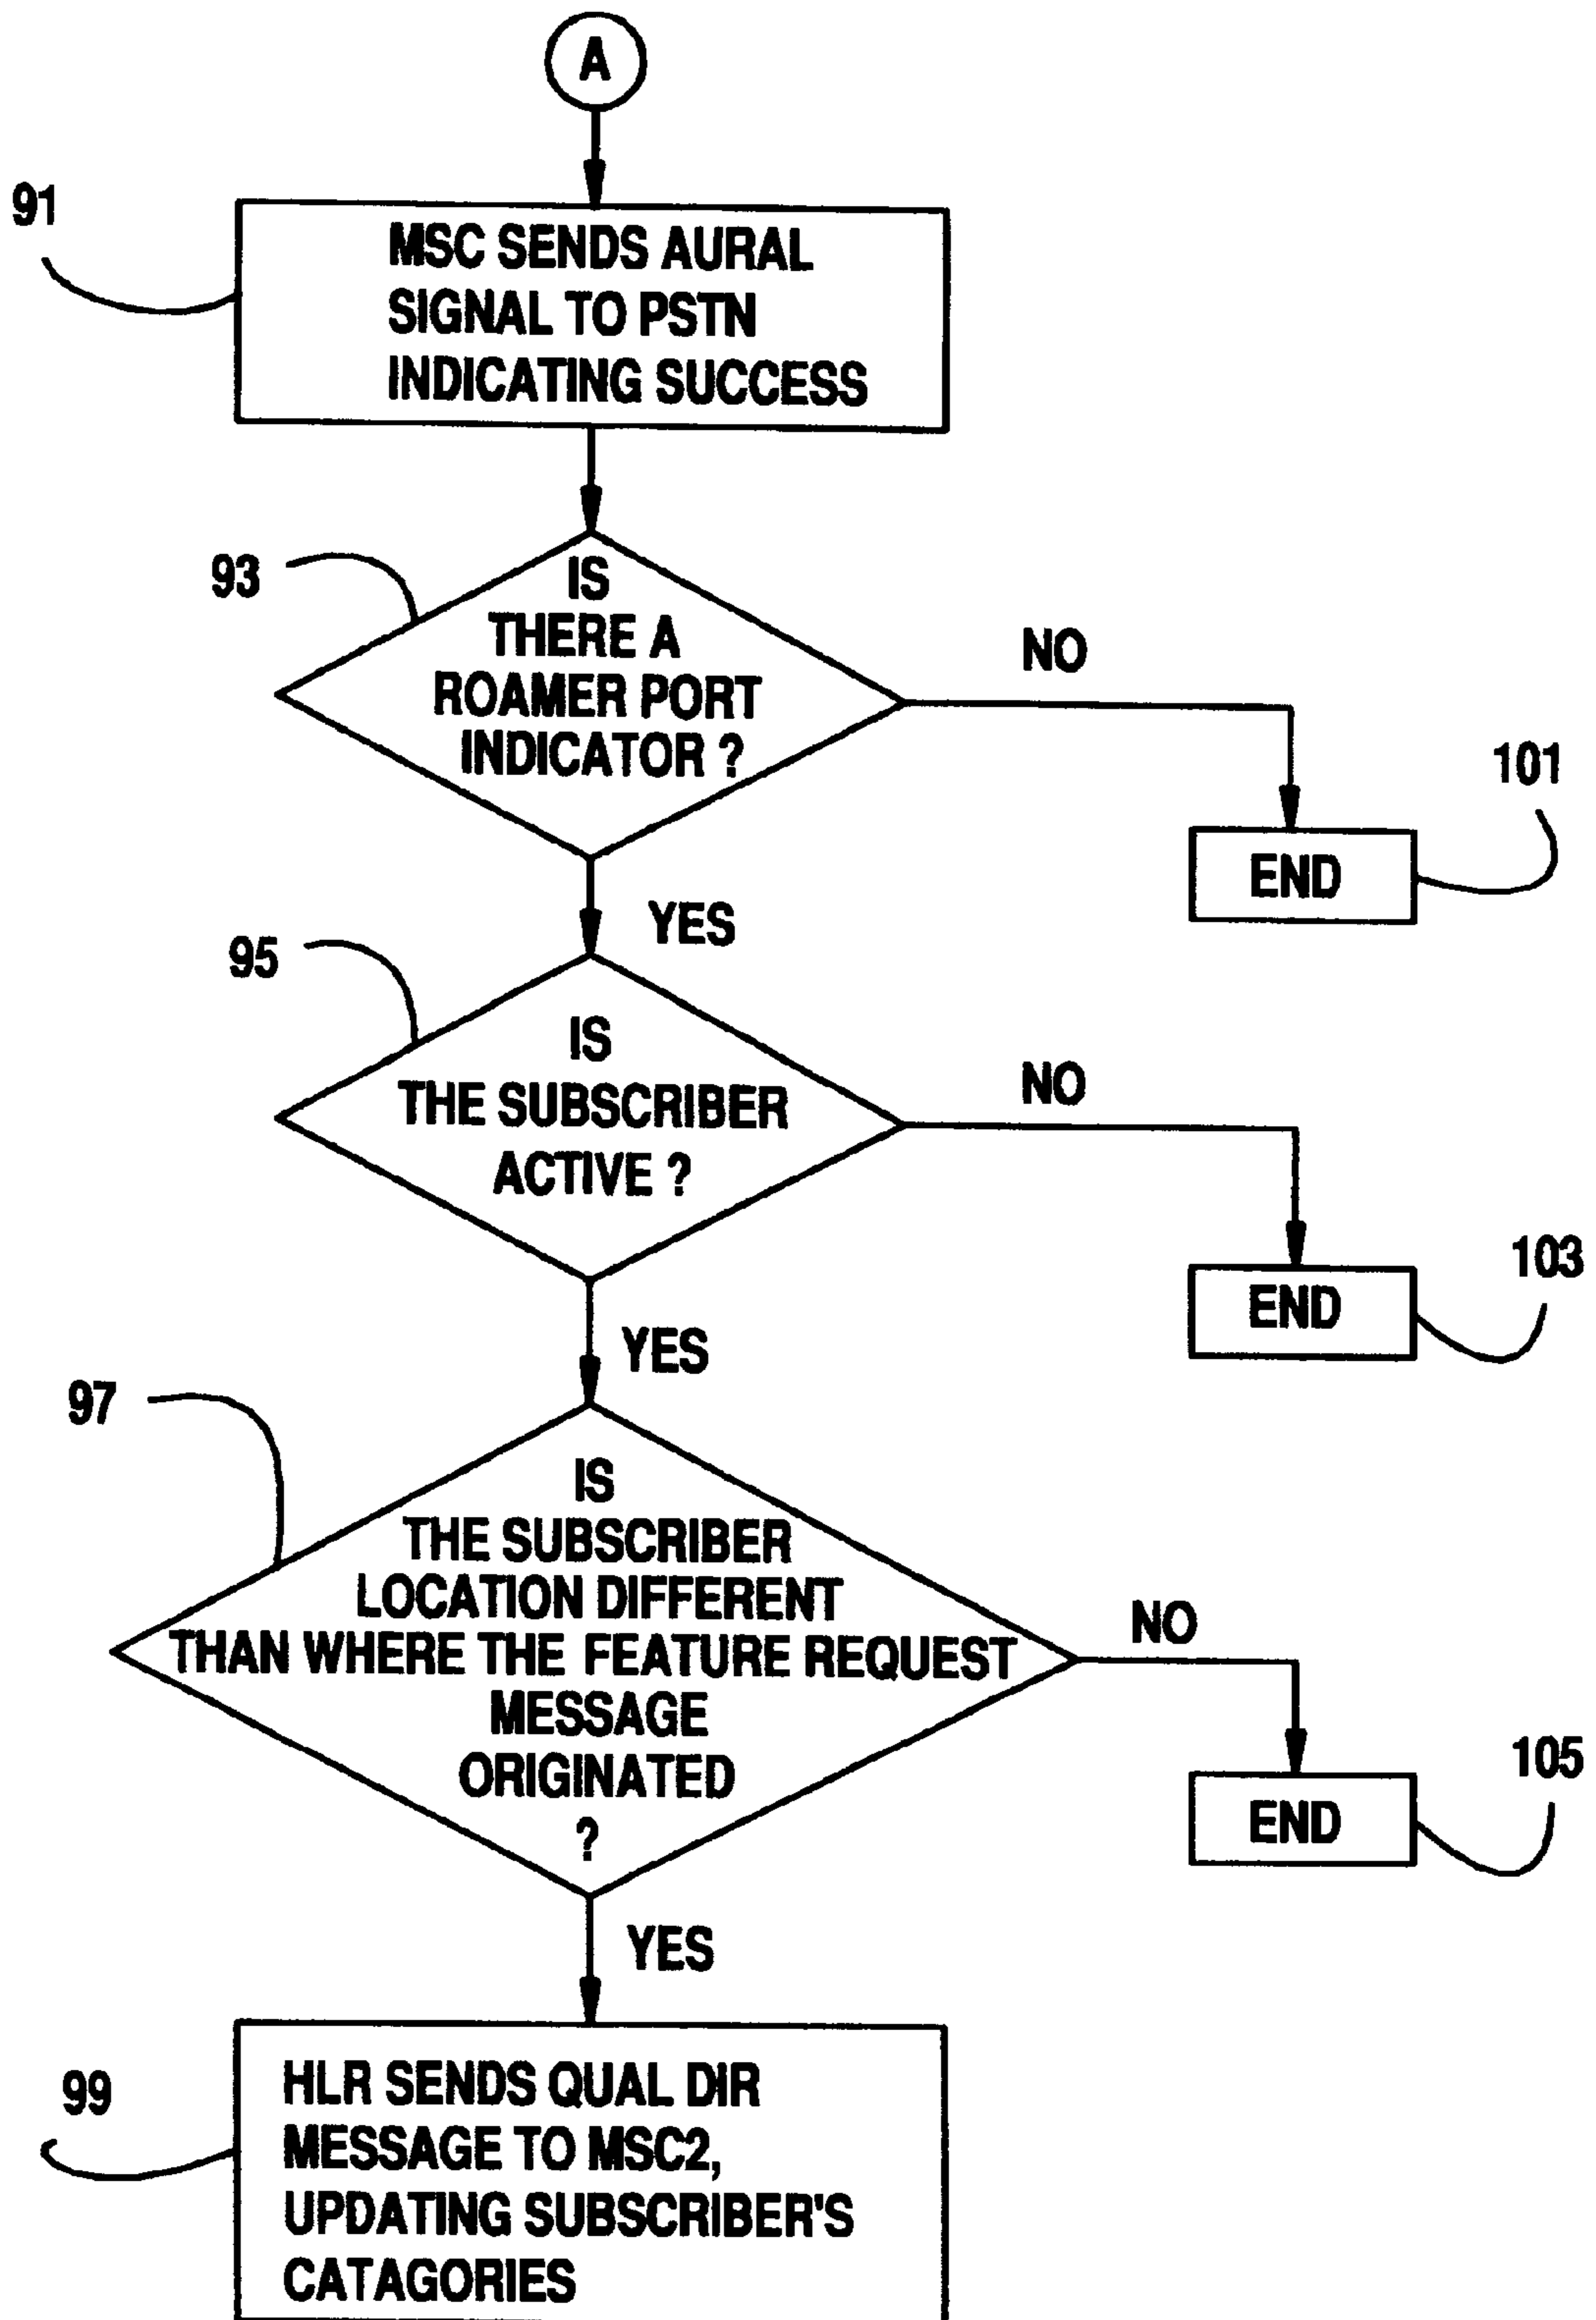 A
91
MSC SENDS AURAL
SIGNAL TO PSTN
INDICATING SUCCESS
93
IS
THERE A
ROAMER PORT
INDICATOR ?
NO
101
END
YES
95
IS
THE SUBSCRIBER
ACTIVE ?
NO
103
END
YES
97
IS
THE SUBSCRIBER
LOCATION DIFFERENT
THAN WHERE THE FEATURE REQUEST
MESSAGE
ORIGINATED
?
NO
105
END
YES
99
HLR SENDS QUAL DIR
MESSAGE TO MSC2,
UPDATING SUBSCRIBER'S
CATAGORIES